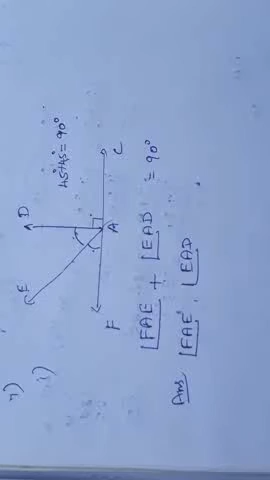 7)
i)
E
D
45°+45°=90°
F
A
C
∠FAE + ∠EAD = 90°
Ans ∠FAE, ∠EAD